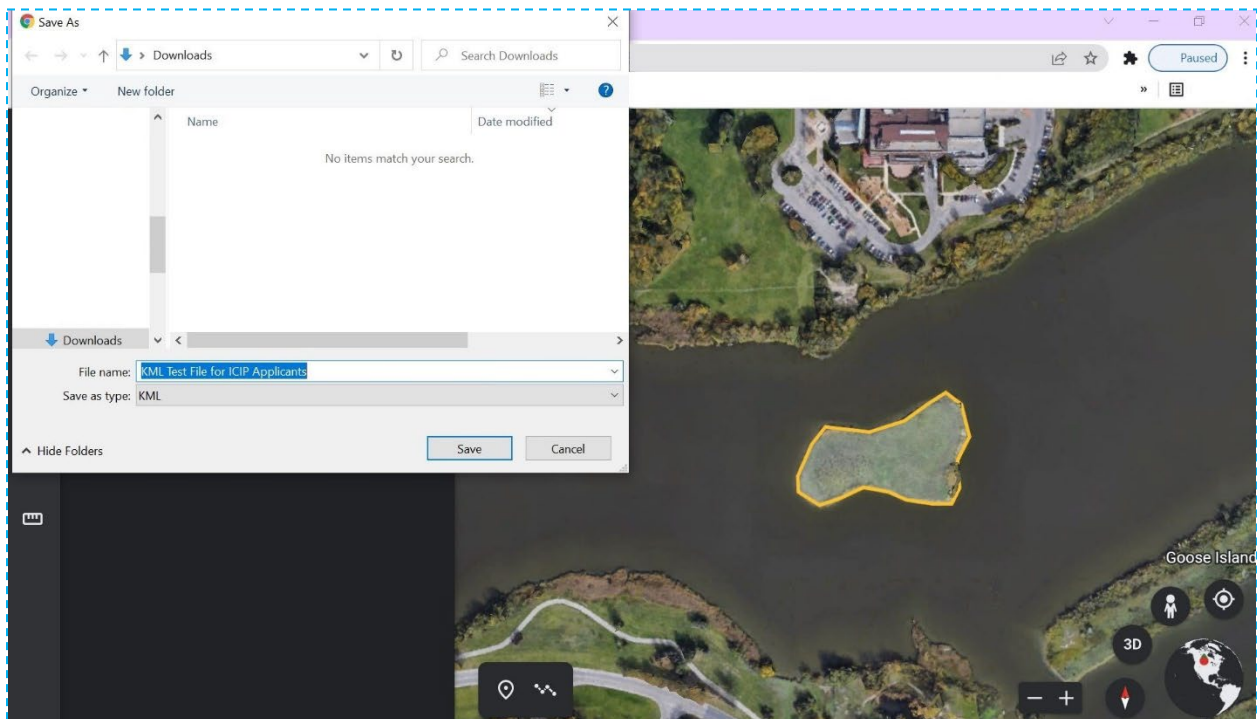 Save As
Downloads
Search Downloads
Paused
Organize
New folder
»
Name
Date modified
No items match your search.
Downloads
File name: KML Test File for ICIP Applicants
Save as type: KML
Hide Folders
Save
Cancel
Goose Island
3D